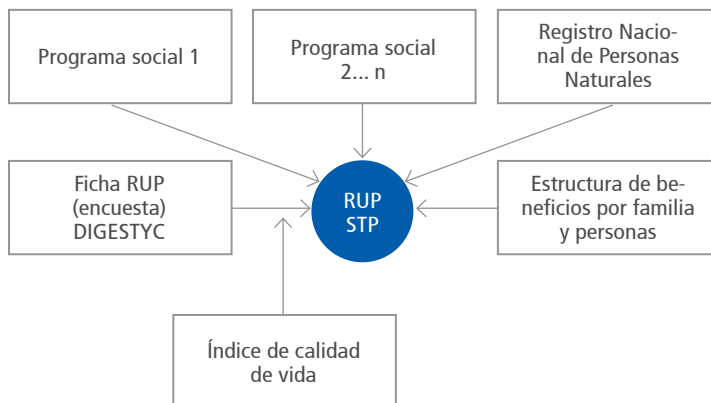 Programa social 1
Programa social
2... n
Registro Nacio-
nal de Personas
Naturales
Ficha RUP
(encuesta)
DIGESTYC
RUP
STP
Estructura de be-
neficios por familia
y personas
Índice de calidad
de vida